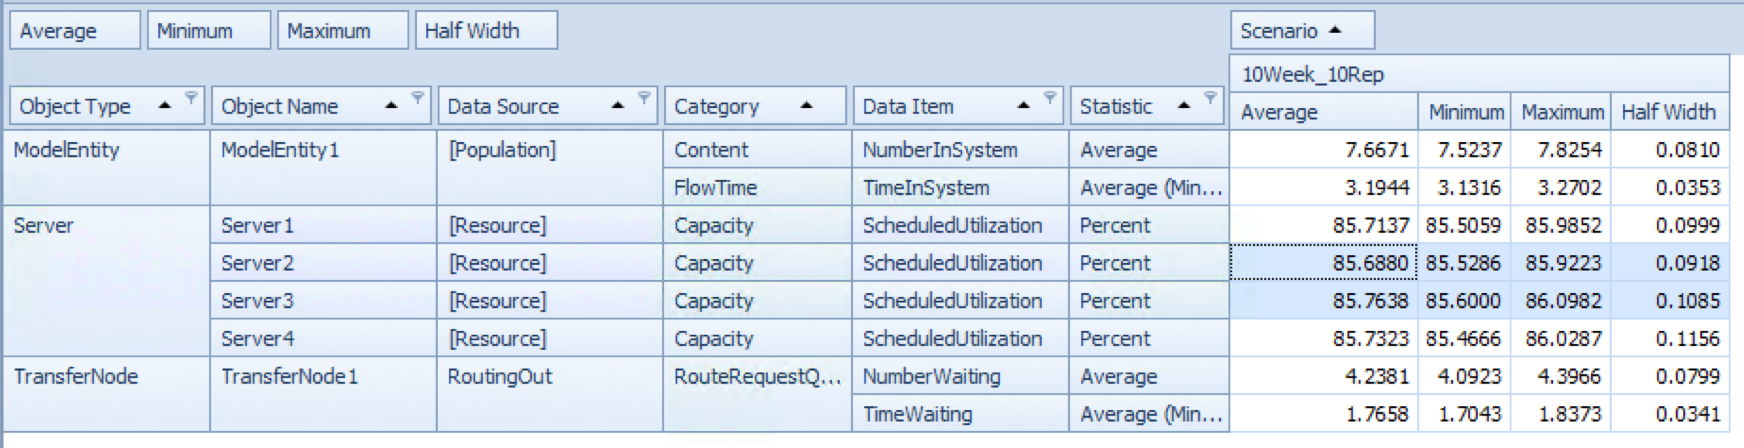 Average Minimum Maximum Half Width Scenario
10Week_10Rep
Object Type Object Name Data Source Category Data Item Statistic Average Minimum Maximum Half Width
ModelEntity ModelEntity1 [Population] Content NumberInSystem Average 7.6671 7.5237 7.8254 0.0810
FlowTime TimeInSystem Average (Min... 3.1944 3.1316 3.2702 0.0353
Server Server1 [Resource] Capacity ScheduledUtilization Percent 85.7137 85.5059 85.9852 0.0999
Server2 [Resource] Capacity ScheduledUtilization Percent 85.6880 85.5286 85.9223 0.0918
Server3 [Resource] Capacity ScheduledUtilization Percent 85.7638 85.6000 86.0982 0.1085
Server4 [Resource] Capacity ScheduledUtilization Percent 85.7323 85.4666 86.0287 0.1156
TransferNode TransferNode1 RoutingOut RouteRequestQ... NumberWaiting Average 4.2381 4.0923 4.3966 0.0799
TimeWaiting Average (Min... 1.7658 1.7043 1.8373 0.0341